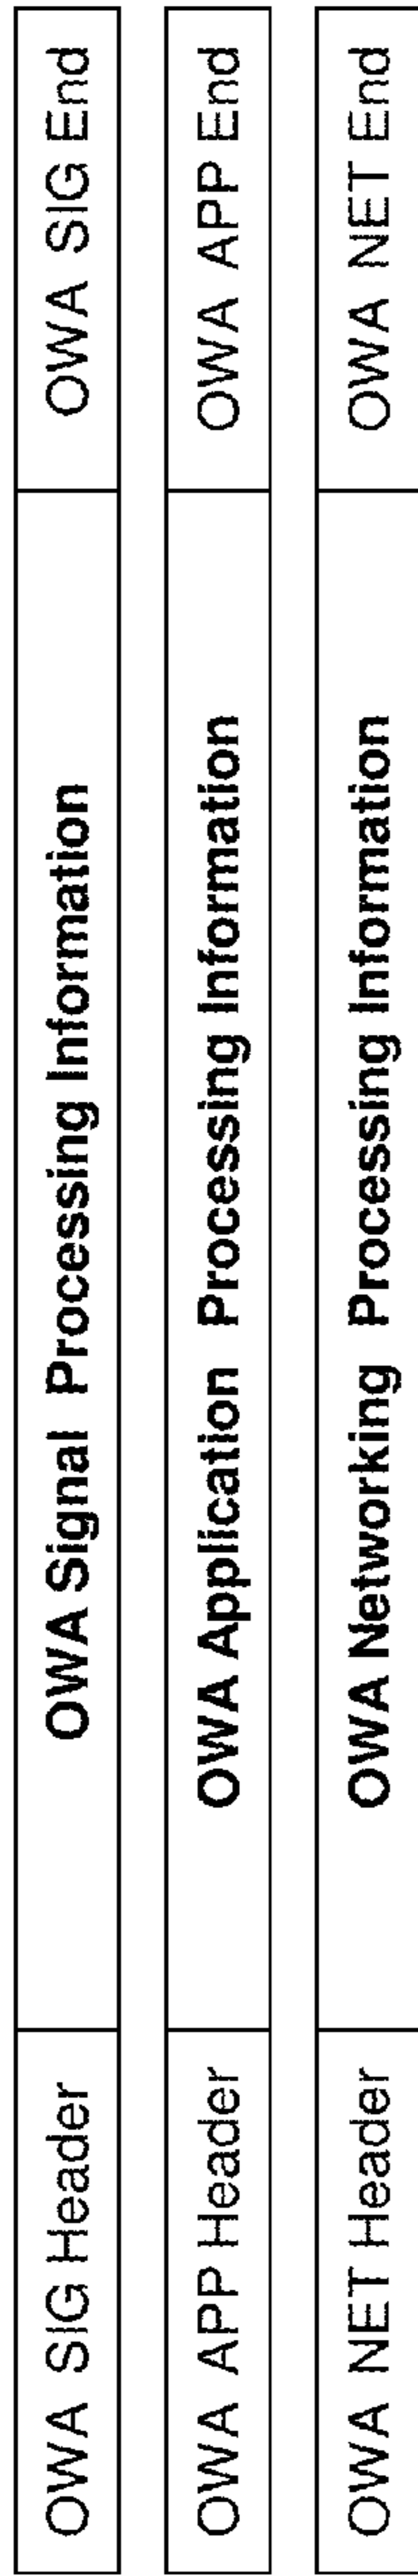 OWA SIG Header OWA Signal Processing Information OWA SIG End
OWA APP Header OWA Application Processing Information OWA APP End
OWA NET Header OWA Networking Processing Information OWA NET End